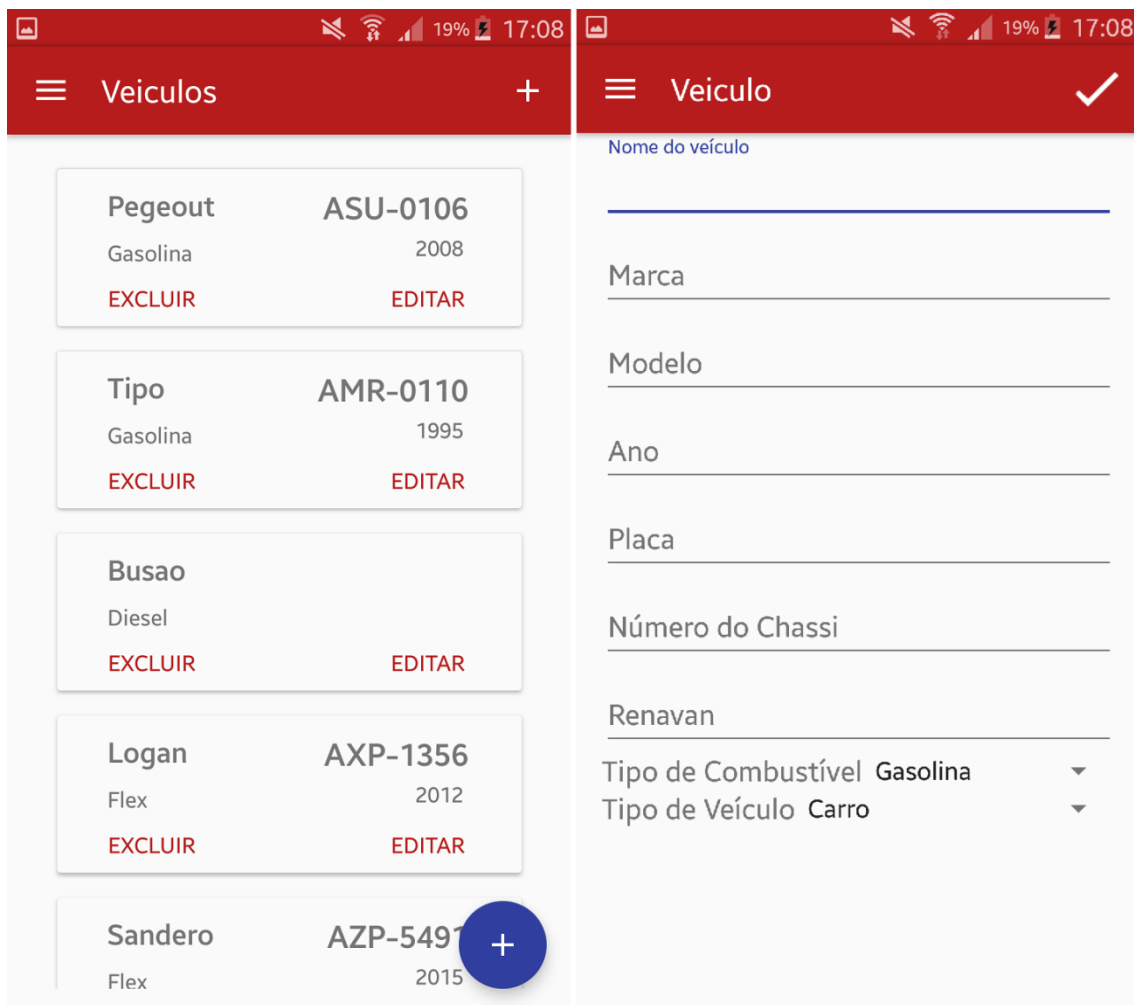 19% 17:08
Veiculos +
Pegeout ASU-0106
Gasolina 2008
EXCLUIR EDITAR
Tipo AMR-0110
Gasolina 1995
EXCLUIR EDITAR
Busao
Diesel
EXCLUIR EDITAR
Logan AXP-1356
Flex 2012
EXCLUIR EDITAR
Sandero AZP-5491
Flex 2015
+
19% 17:08
Veiculo
Nome do veículo
Marca
Modelo
Ano
Placa
Número do Chassi
Renavan
Tipo de Combustível Gasolina
Tipo de Veículo Carro